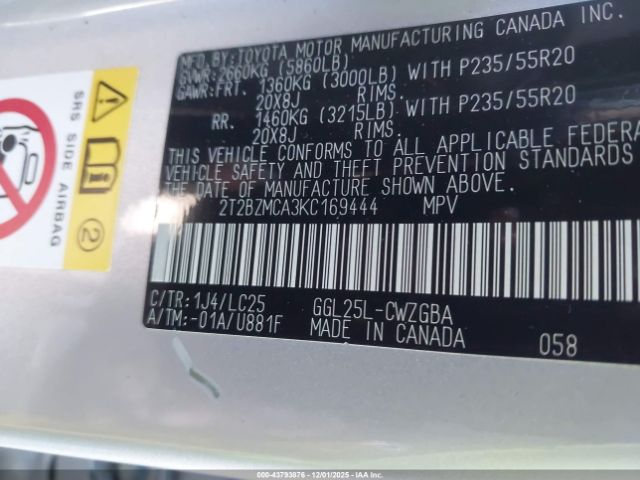 MFD.BY:TOYOTA MOTOR MANUFACTURING CANADA INC.
GVWR:2660KG (5860LB)
GAWR:FRT. 1360KG (3000LB) WITH P235/55R20
20X8J RIMS.
RR. 1460KG (3215LB) WITH P235/55R20
20X8J RIMS.
THIS VEHICLE CONFORMS TO ALL APPLICABLE FEDERA
VEHICLE SAFETY AND THEFT PREVENTION STANDARDS
THE DATE OF MANUFACTURE SHOWN ABOVE.
2T2BZMCA3KC169444 MPV
C/TR:1J4/LC25 GGL25L-CWZGBA
A/TM:-01A/U881F MADE IN CANADA 058
SRS SIDE AIRBAG
2
000-43793876 • 12/01/2025 - IAAI.COM